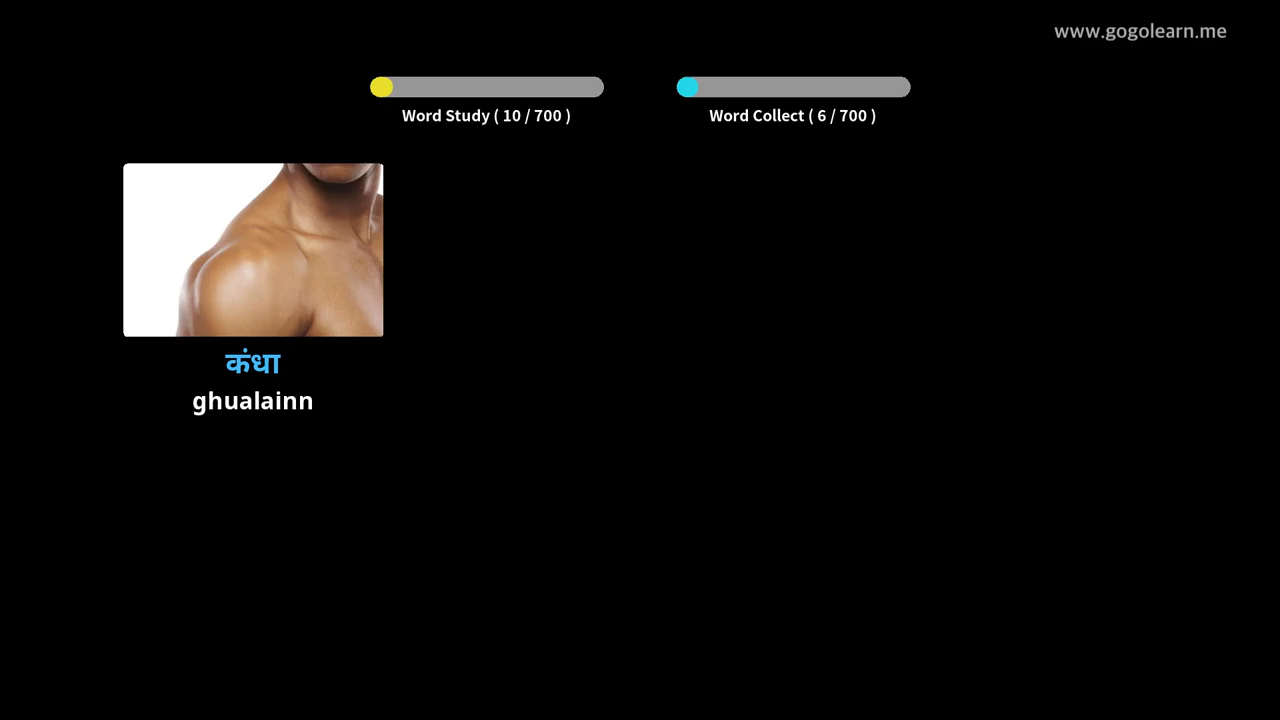 www.gogolearn.me
Word Study ( 10 / 700 )
Word Collect ( 6 / 700 )
कंधा
ghualainn